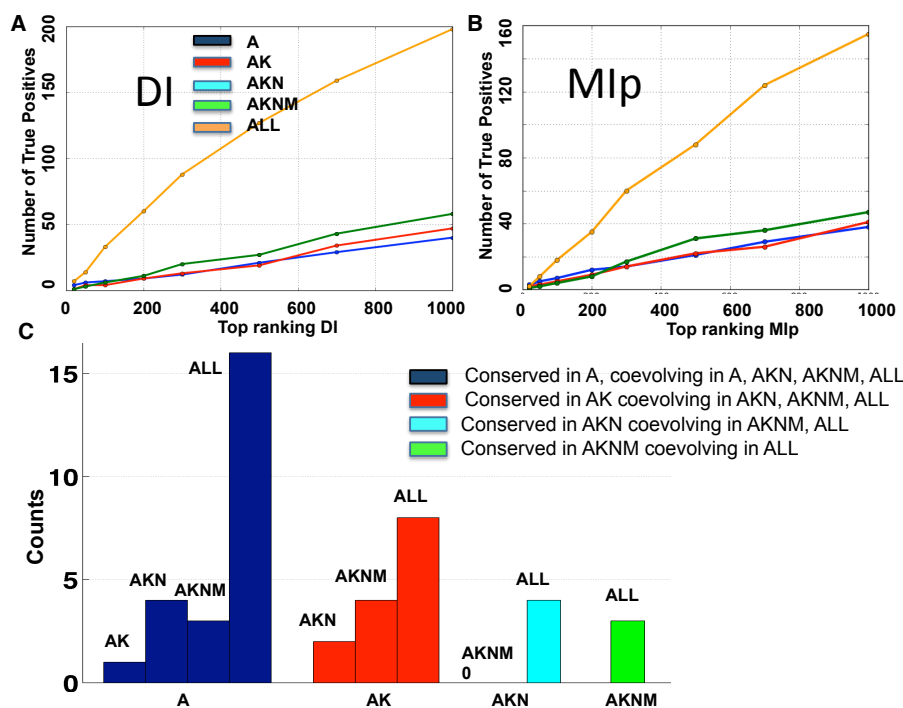 A
Number of True Positives
200
150
100
50
0
DI
A
AK
AKN
AKNM
ALL
0 200 400 600 800 1000
Top ranking DI
B
Number of True Positives
160
120
80
40
0
MIp
0 200 400 600 800 1000
Top ranking MIp
C
Counts
15
10
5
0
AK
AKN
AKNM
ALL
AKN
AKNM
ALL
AKNM
0
ALL
ALL
A AK AKN AKNM
Conserved in A, coevolving in A, AKN, AKNM, ALL
Conserved in AK coevolving in AKN, AKNM, ALL
Conserved in AKN coevolving in AKNM, ALL
Conserved in AKNM coevolving in ALL